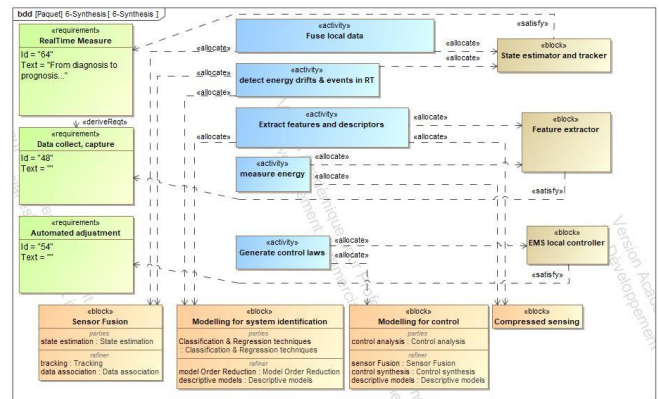 bdd [Paquet] 6-Synthesis [ 6-Synthesis ]
«requirement»
RealTime Measure
Id = "64"
Text = "From diagnosis to
prognosis..."
«deriveReqt»
«requirement»
Data collect, capture
Id = "48"
Text = ""
«requirement»
Automated adjustment
Id = "54"
Text = ""
«activity»
Fuse local data
«allocate»
«allocate»
«satisfy»
«activity»
detect energy drifts & events in RT
«allocate»
«allocate»
«block»
State estimator and tracker
«activity»
Extract features and descriptors
«allocate»
«allocate»
«allocate»
«block»
Feature extractor
«activity»
measure energy
«allocate»
«allocate»
«satisfy»
«activity»
Generate control laws
«allocate»
«allocate»
«block»
EMS local controller
«satisfy»
«block»
Sensor Fusion
parties
state estimation : State estimation
refiner
tracking : Tracking
data association : Data association
«block»
Modelling for system identification
parties
Classification & Regression techniques
: Classification & Regression techniques
refiner
model Order Reduction : Model Order Reduction
descriptive models : Descriptive models
«block»
Modelling for control
parties
control analysis : Control analysis
refiner
sensor Fusion : Sensor Fusion
control synthesis : Control synthesis
descriptive models : Descriptive models
«block»
Compressed sensing
Version Acad
Développement